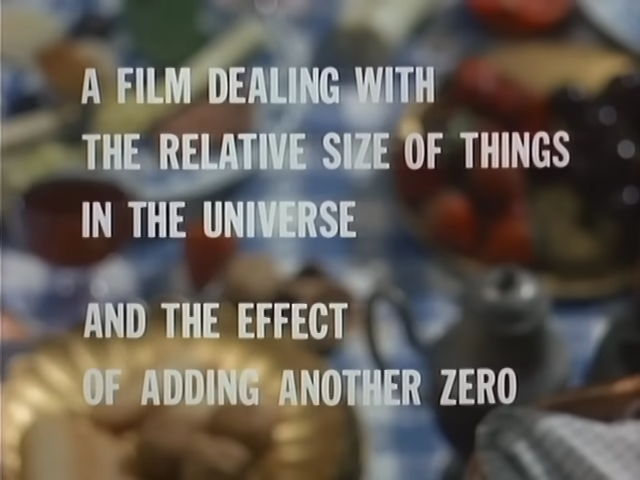 A FILM DEALING WITH
THE RELATIVE SIZE OF THINGS
IN THE UNIVERSE
AND THE EFFECT
OF ADDING ANOTHER ZERO